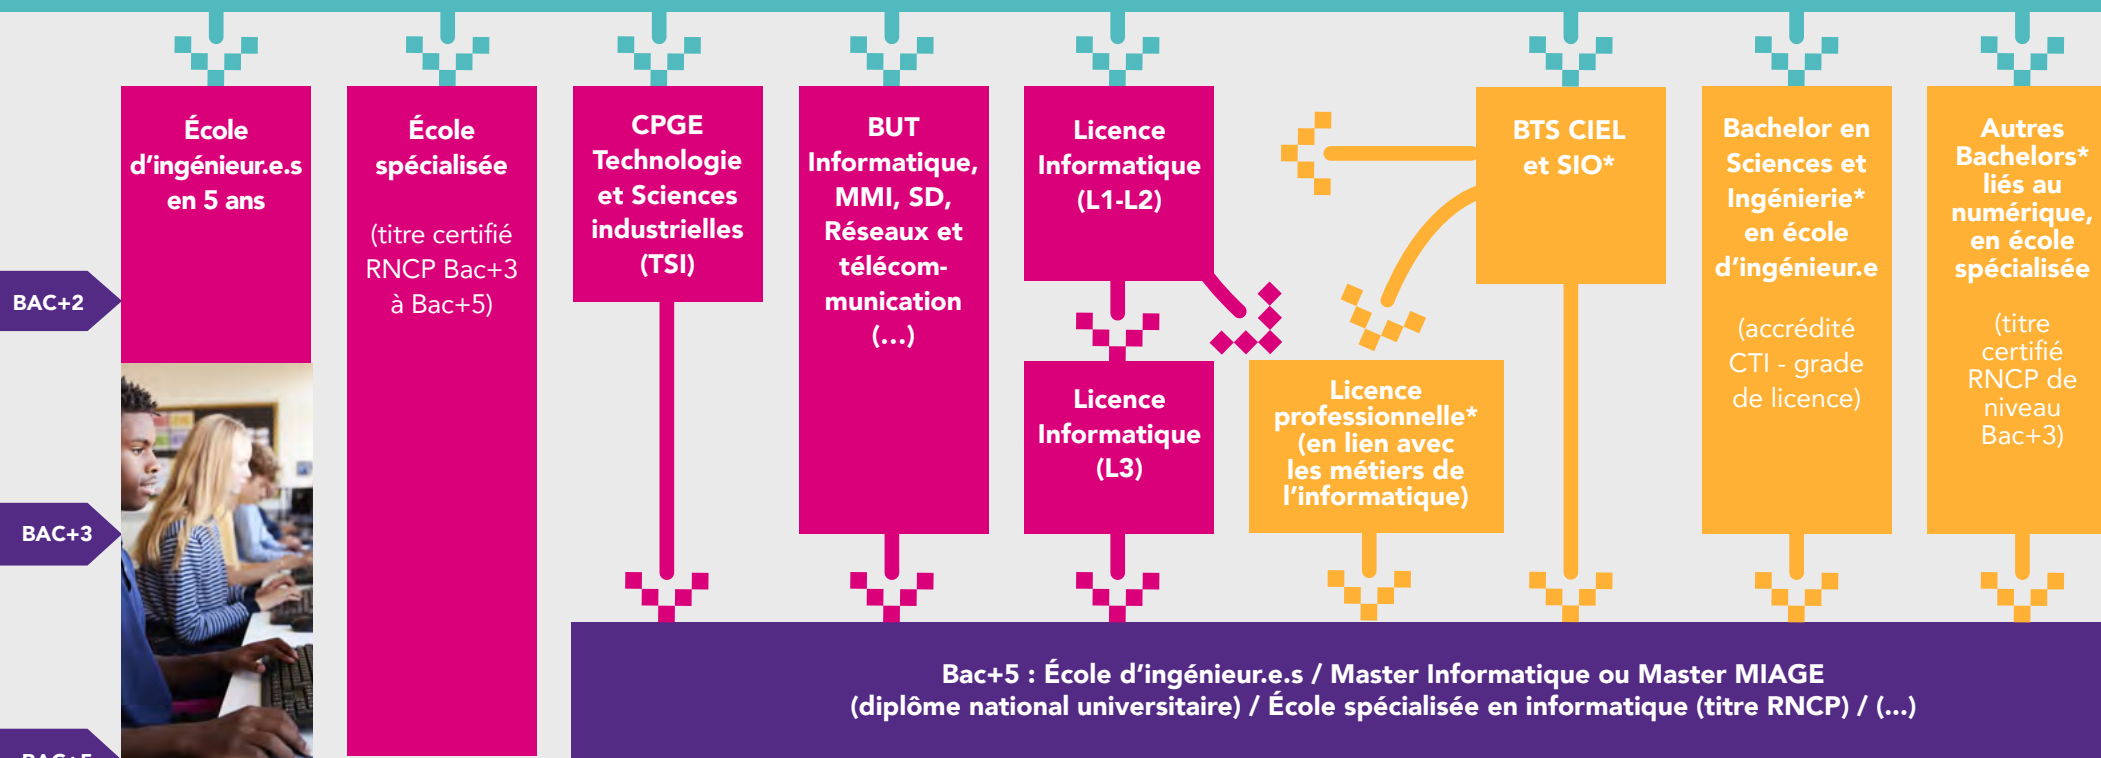 École
d'ingénieur.e.s
en 5 ans
École
spécialisée
(titre certifié
RNCP Bac+3
à Bac+5)
CPGE
Technologie
et Sciences
industrielles
(TSI)
BUT
Informatique,
MMI, SD,
Réseaux et
télécom-
munication
(...)
Licence
Informatique
(L1-L2)
BTS CIEL
et SIO*
Bachelor en
Sciences et
Ingénierie*
en école
d'ingénieur.e
(accrédité
CTI - grade
de licence)
Autres
Bachelors*
liés au
numérique,
en école
spécialisée
(titre
certifié
RNCP de
niveau
Bac+3)
BAC+2
Licence
Informatique
(L3)
Licence
professionnelle*
(en lien avec
les métiers de
l'informatique)
BAC+3
Bac+5 : École d'ingénieur.e.s / Master Informatique ou Master MIAGE
(diplôme national universitaire) / École spécialisée en informatique (titre RNCP) / (...)
BAC+5